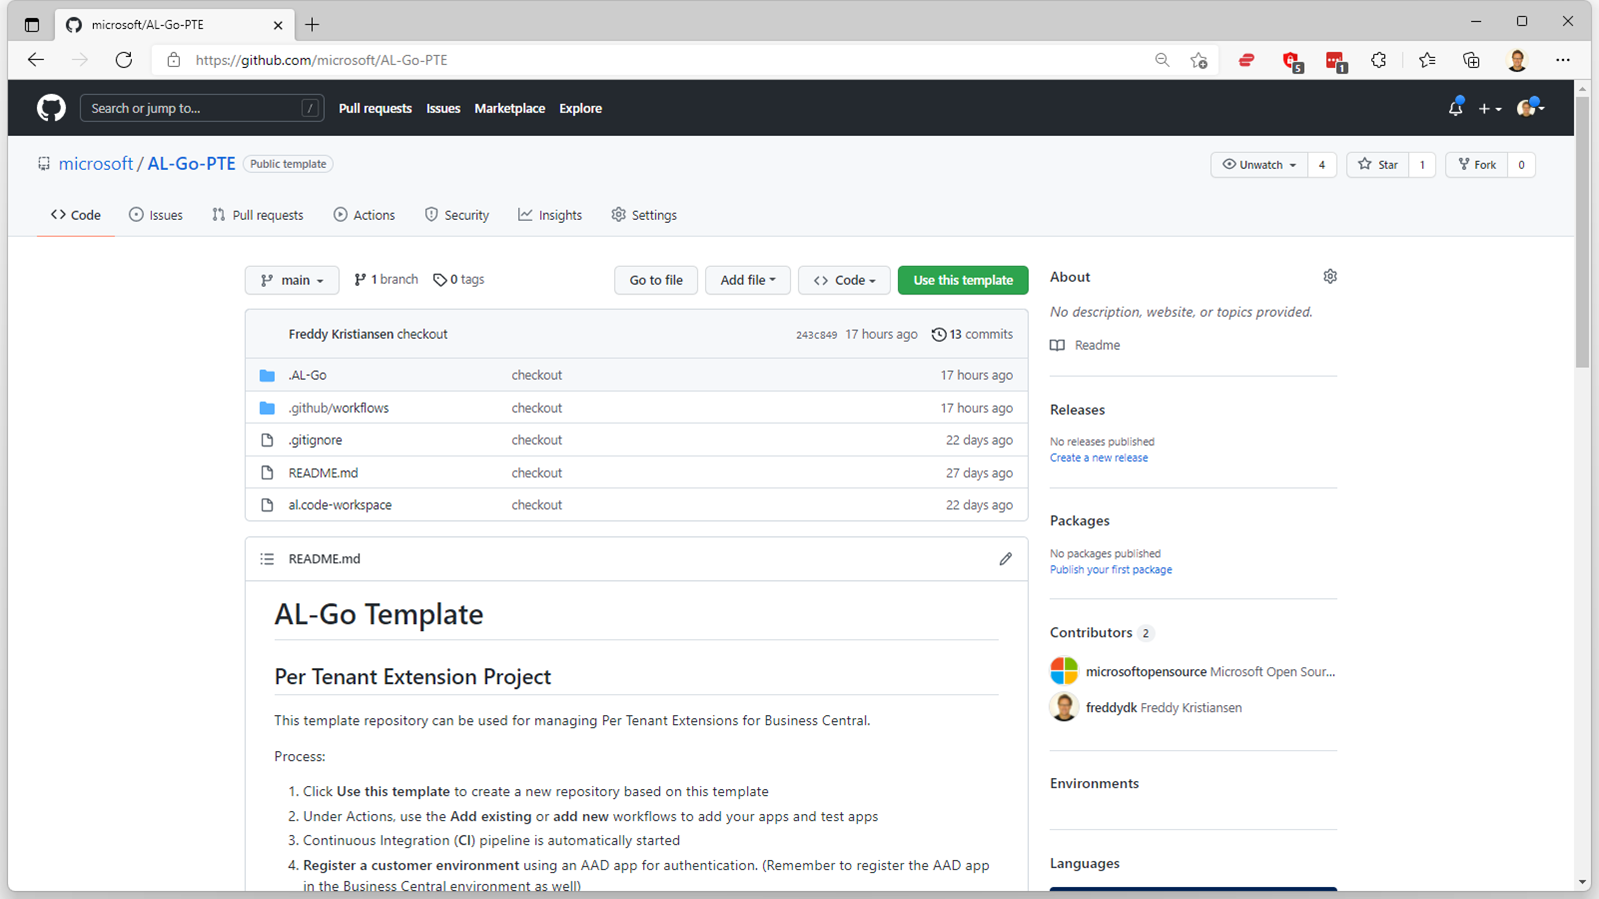 microsoft/AL-Go-PTE
https://github.com/microsoft/AL-Go-PTE
5
1
Search or jump to...
/
Pull requests
Issues
Marketplace
Explore
microsoft / AL-Go-PTE
Public template
Unwatch
4
Star
1
Fork
0
Code
Issues
Pull requests
Actions
Security
Insights
Settings
main
1 branch
0 tags
Go to file
Add file
Code
Use this template
Freddy Kristiansen checkout
243c849
17 hours ago
13 commits
.AL-Go
checkout
17 hours ago
.github/workflows
checkout
17 hours ago
.gitignore
checkout
22 days ago
README.md
checkout
27 days ago
al.code-workspace
checkout
22 days ago
README.md
AL-Go Template
Per Tenant Extension Project
This template repository can be used for managing Per Tenant Extensions for Business Central.
Process:
1. Click Use this template to create a new repository based on this template
2. Under Actions, use the Add existing or add new workflows to add your apps and test apps
3. Continuous Integration (CI) pipeline is automatically started
4. Register a customer environment using an AAD app for authentication. (Remember to register the AAD app
in the Business Central environment as well)
About
No description, website, or topics provided.
Readme
Releases
No releases published
Create a new release
Packages
No packages published
Publish your first package
Contributors 2
microsoftopensource Microsoft Open Sour...
freddydk Freddy Kristiansen
Environments
Languages